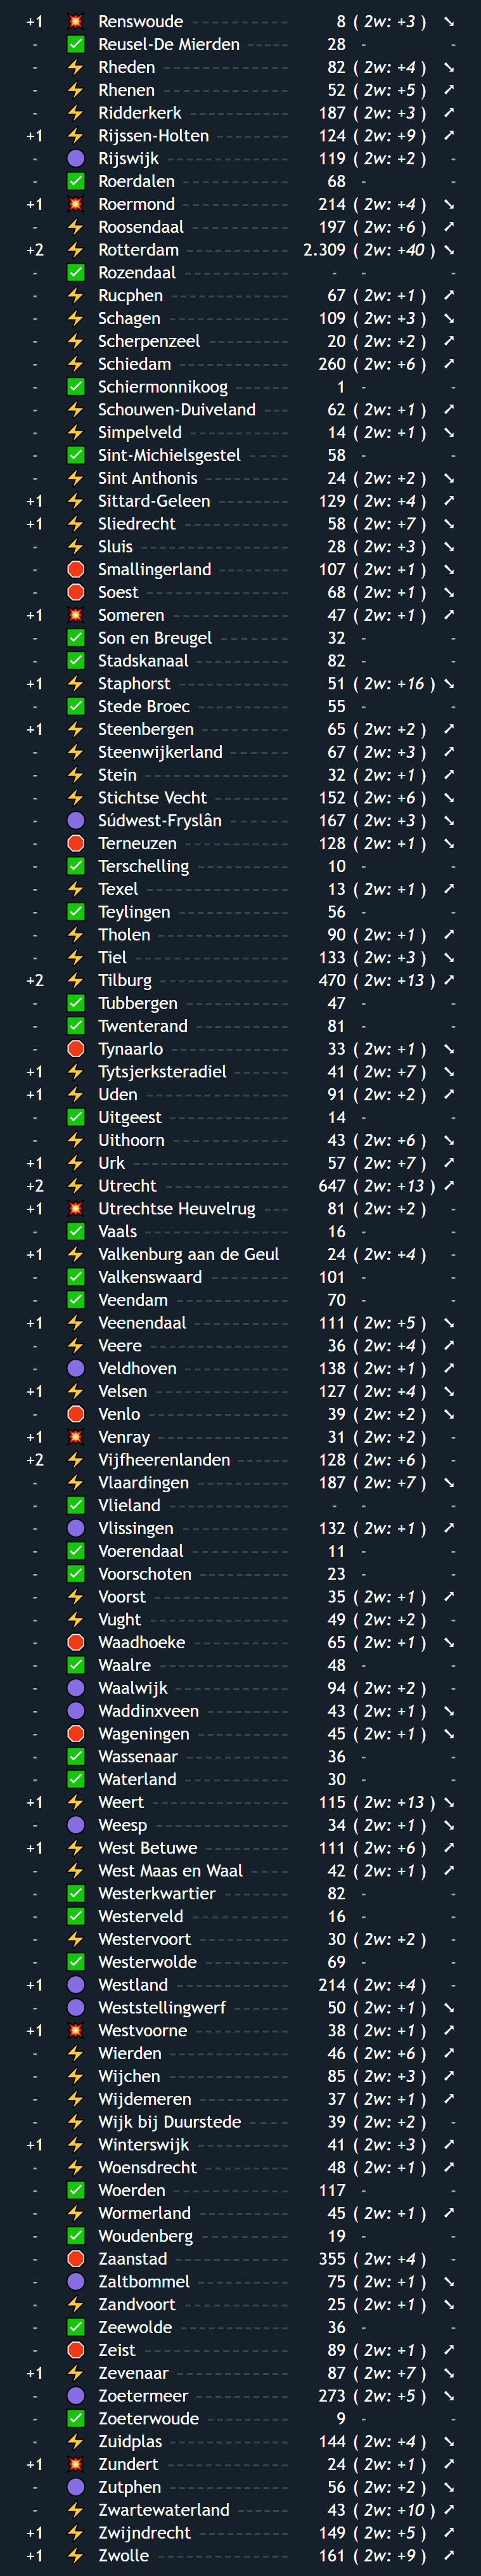 +1 💥 Renswoude ------------ 8 ( 2w: +3 ) ➘
- ✅ Reusel-De Mierden ------ 28 - -
- ⚡ Rheden --------------- 82 ( 2w: +4 ) ➘
- ⚡ Rhenen --------------- 52 ( 2w: +5 ) ➚
- ⚡ Ridderkerk ------------ 187 ( 2w: +3 ) ➚
+1 ⚡ Rijssen-Holten --------- 124 ( 2w: +9 ) ➚
- 🟣 Rijswijk --------------- 119 ( 2w: +2 ) -
- ✅ Roerdalen ------------- 68 - -
+1 💥 Roermond ------------- 214 ( 2w: +4 ) ➘
- ⚡ Roosendaal ------------ 197 ( 2w: +6 ) ➚
+2 ⚡ Rotterdam ------------- 2.309 ( 2w: +40 ) ➘
- ✅ Rozendaal ------------- - - -
- ⚡ Rucphen -------------- 67 ( 2w: +1 ) ➚
- ⚡ Schagen -------------- 109 ( 2w: +3 ) ➘
- ⚡ Scherpenzeel ---------- 20 ( 2w: +2 ) ➚
- ⚡ Schiedam ------------- 260 ( 2w: +6 ) ➚
- ✅ Schiermonnikoog ------- 1 - -
- ⚡ Schouwen-Duiveland ---- 62 ( 2w: +1 ) ➚
- ⚡ Simpelveld ------------ 14 ( 2w: +1 ) ➘
- ✅ Sint-Michielsgestel ----- 58 - -
- ⚡ Sint Anthonis ---------- 24 ( 2w: +2 ) ➘
+1 ⚡ Sittard-Geleen --------- 129 ( 2w: +4 ) ➚
+1 ⚡ Sliedrecht ------------- 58 ( 2w: +7 ) ➘
- ⚡ Sluis ----------------- 28 ( 2w: +3 ) ➘
- 🛑 Smallingerland --------- 107 ( 2w: +1 ) ➘
- 🛑 Soest ----------------- 68 ( 2w: +1 ) ➘
+1 💥 Someren -------------- 47 ( 2w: +1 ) ➚
- ✅ Son en Breugel --------- 32 - -
- ✅ Stadskanaal ------------ 82 - -
+1 ⚡ Staphorst ------------- 51 ( 2w: +16 ) ➘
- ✅ Stede Broec ----------- 55 - -
+1 ⚡ Steenbergen ----------- 65 ( 2w: +2 ) ➚
- ⚡ Steenwijkerland -------- 67 ( 2w: +3 ) ➚
- ⚡ Stein ----------------- 32 ( 2w: +1 ) ➚
- ⚡ Stichtse Vecht --------- 152 ( 2w: +6 ) ➘
- 🟣 Súdwest-Fryslân -------- 167 ( 2w: +3 ) ➘
- 🛑 Terneuzen ------------- 128 ( 2w: +1 ) ➘
- ✅ Terschelling ----------- 10 - -
- ⚡ Texel ----------------- 13 ( 2w: +1 ) ➚
- ✅ Teylingen ------------- 56 - -
- ⚡ Tholen --------------- 90 ( 2w: +1 ) ➚
- ⚡ Tiel ------------------ 133 ( 2w: +3 ) ➘
+2 ⚡ Tilburg --------------- 470 ( 2w: +13 ) ➚
- ✅ Tubbergen ------------ 47 - -
- ✅ Twenterand ----------- 81 - -
- 🛑 Tynaarlo -------------- 33 ( 2w: +1 ) ➘
+1 ⚡ Tytsjerksteradiel ------- 41 ( 2w: +7 ) ➘
+1 ⚡ Uden ----------------- 91 ( 2w: +2 ) ➚
- ✅ Uitgeest -------------- 14 - -
- ⚡ Uithoorn -------------- 43 ( 2w: +6 ) ➘
+1 ⚡ Urk ------------------ 57 ( 2w: +7 ) ➚
+2 ⚡ Utrecht --------------- 647 ( 2w: +13 ) ➚
+1 💥 Utrechtse Heuvelrug --- 81 ( 2w: +2 ) -
- ✅ Vaals ----------------- 16 - -
+1 ⚡ Valkenburg aan de Geul 24 ( 2w: +4 ) -
- ✅ Valkenswaard ---------- 101 - -
- ✅ Veendam -------------- 70 - -
+1 ⚡ Veenendaal ------------ 111 ( 2w: +5 ) ➘
- ⚡ Veere ---------------- 36 ( 2w: +4 ) ➚
- 🟣 Veldhoven ------------- 138 ( 2w: +1 ) ➚
+1 ⚡ Velsen ---------------- 127 ( 2w: +4 ) ➘
- 🛑 Venlo ---------------- 39 ( 2w: +2 ) ➘
+1 💥 Venray --------------- 31 ( 2w: +2 ) -
+2 ⚡ Vijfheerenlanden ------ 128 ( 2w: +6 ) -
- ⚡ Vlaardingen ----------- 187 ( 2w: +7 ) ➘
- ✅ Vlieland -------------- - - -
- 🟣 Vlissingen ------------- 132 ( 2w: +1 ) ➚
- ✅ Voerendaal ------------ 11 - -
- ✅ Voorschoten ----------- 23 - -
- ⚡ Voorst --------------- 35 ( 2w: +1 ) ➚
- ⚡ Vught ---------------- 49 ( 2w: +2 ) -
- 🛑 Waadhoeke ------------ 65 ( 2w: +1 ) ➘
- ✅ Waalre --------------- 48 - -
- 🟣 Waalwijk ------------- 94 ( 2w: +2 ) -
- 🟣 Waddinxveen ---------- 43 ( 2w: +1 ) ➘
- 🛑 Wageningen ----------- 45 ( 2w: +1 ) ➘
- ✅ Wassenaar ------------ 36 - -
- ✅ Waterland ------------- 30 - -
+1 ⚡ Weert ---------------- 115 ( 2w: +13 ) ➘
- 🟣 Weesp --------------- 34 ( 2w: +1 ) ➘
+1 ⚡ West Betuwe ---------- 111 ( 2w: +6 ) ➚
- ⚡ West Maas en Waal ----- 42 ( 2w: +1 ) ➚
- ✅ Westerkwartier --------- 82 - -
- ✅ Westerveld ------------ 16 - -
- ⚡ Westervoort ----------- 30 ( 2w: +2 ) -
- ✅ Westerwolde ---------- 69 - -
+1 🟣 Westland ------------- 214 ( 2w: +4 ) -
- 🟣 Weststellingwerf ------- 50 ( 2w: +1 ) ➘
+1 💥 Westvoorne ----------- 38 ( 2w: +1 ) ➚
- ⚡ Wierden -------------- 46 ( 2w: +6 ) ➚
- ⚡ Wijchen -------------- 85 ( 2w: +3 ) ➚
- ⚡ Wijdemeren ----------- 37 ( 2w: +1 ) ➚
- ⚡ Wijk bij Duurstede ---- 39 ( 2w: +2 ) -
+1 ⚡ Winterswijk ----------- 41 ( 2w: +3 ) ➚
- ⚡ Woensdrecht ---------- 48 ( 2w: +1 ) ➚
- ✅ Woerden ------------- 117 - -
- ⚡ Wormerland ----------- 45 ( 2w: +1 ) ➚
- ✅ Woudenberg ---------- 19 - -
- 🛑 Zaanstad ------------- 355 ( 2w: +4 ) -
- 🟣 Zaltbommel ----------- 75 ( 2w: +1 ) ➘
- ⚡ Zandvoort ------------ 25 ( 2w: +1 ) ➘
- ✅ Zeewolde ------------- 36 - -
- 🛑 Zeist ----------------- 89 ( 2w: +1 ) ➚
+1 ⚡ Zevenaar ------------- 87 ( 2w: +7 ) ➘
- 🟣 Zoetermeer ----------- 273 ( 2w: +5 ) ➘
- ✅ Zoeterwoude ---------- 9 - -
- ⚡ Zuidplas -------------- 144 ( 2w: +4 ) ➘
+1 💥 Zundert -------------- 24 ( 2w: +1 ) ➚
- 🟣 Zutphen -------------- 56 ( 2w: +2 ) ➘
- ⚡ Zwartewaterland ------- 43 ( 2w: +10 ) ➚
+1 ⚡ Zwijndrecht ----------- 149 ( 2w: +5 ) ➚
+1 ⚡ Zwolle --------------- 161 ( 2w: +9 ) ➚